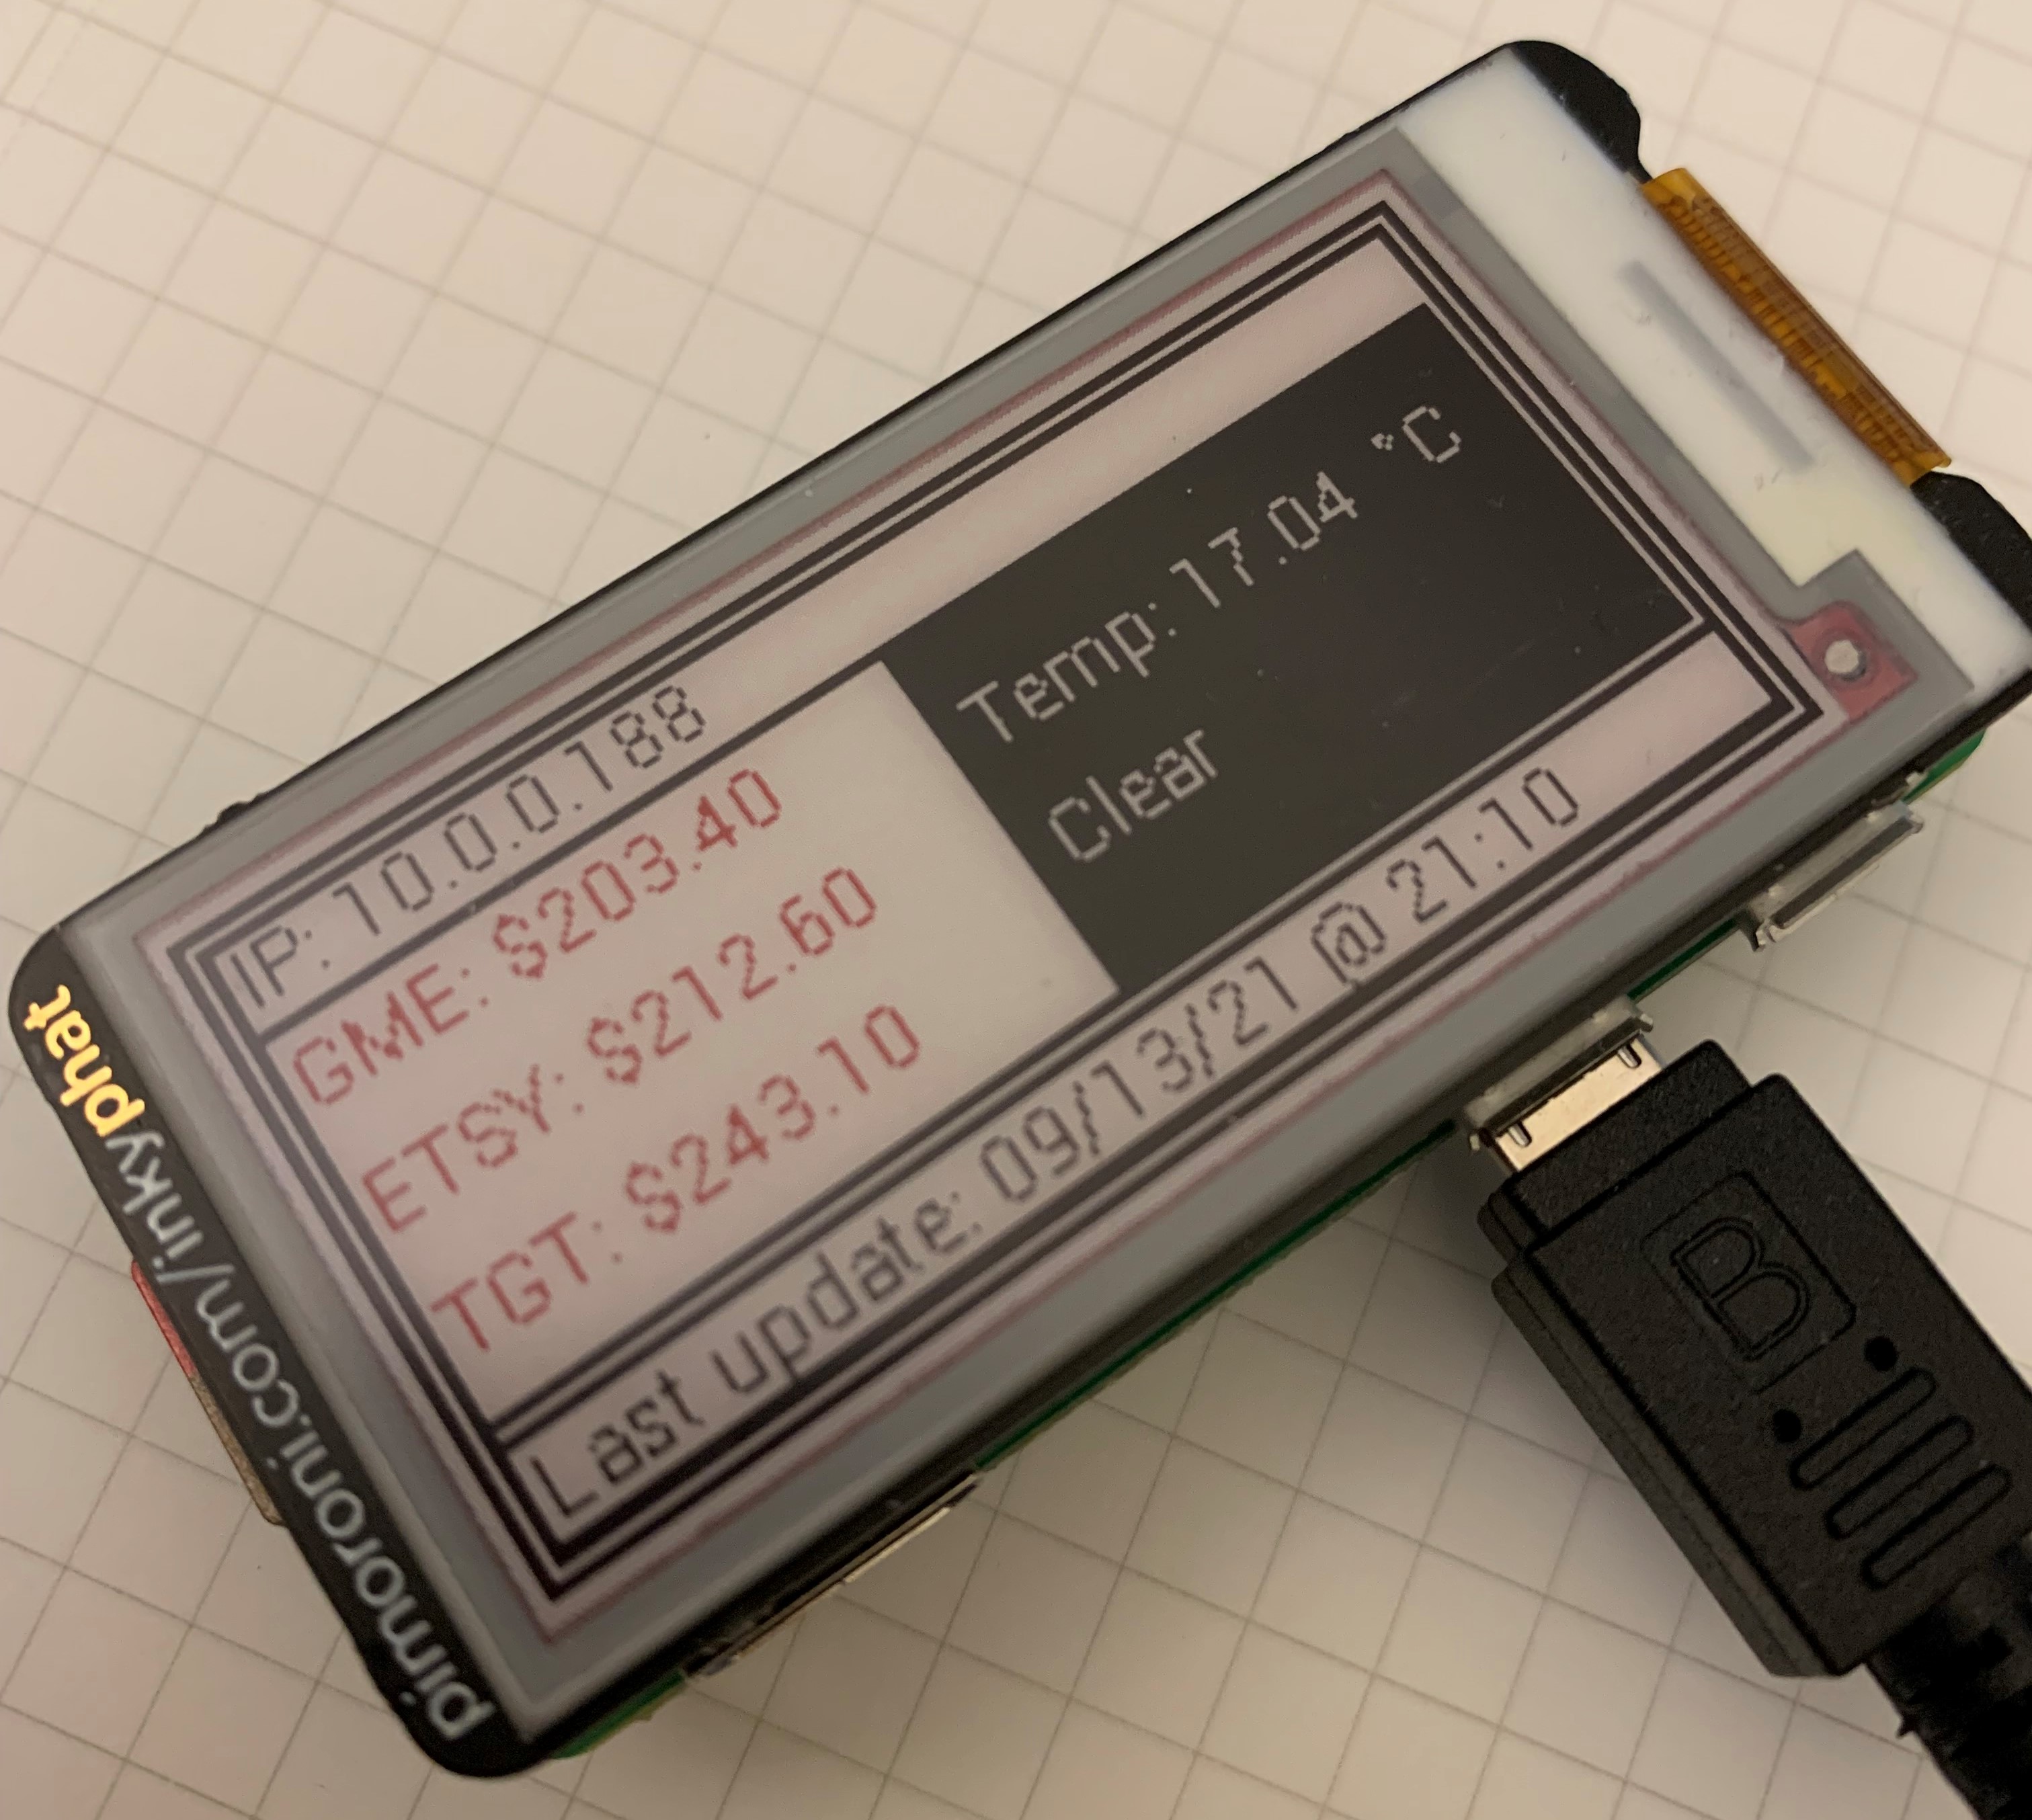 IP: 10.0.0.188
GME: $203.40
ETSY: $212.60
TGT: $243.10
Temp: 17.04 °C
Clear
Last update: 09/13/21 @ 21:10
pimoroni.com/inkyphat